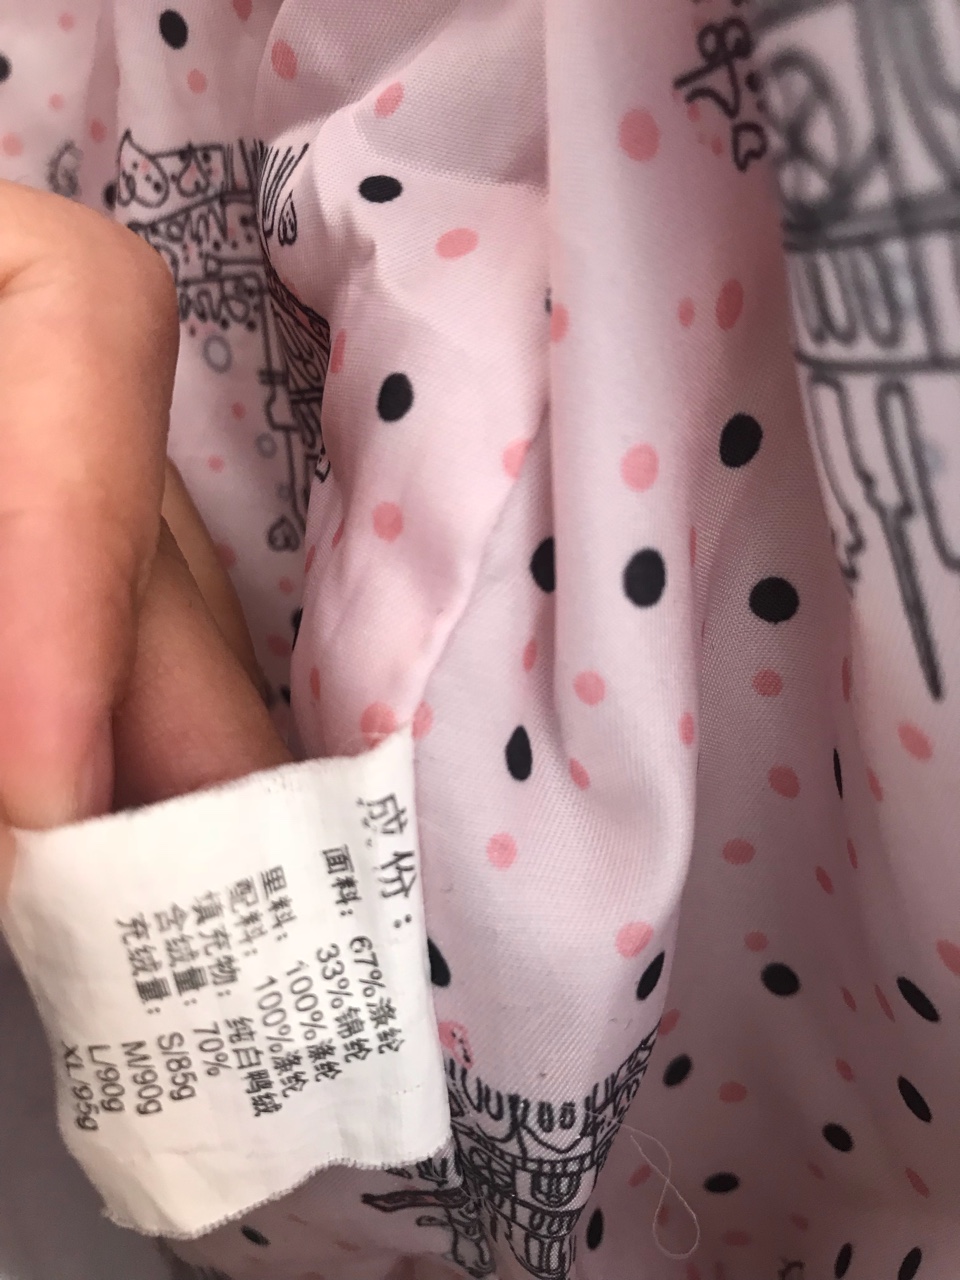 成份：
面料： 67%涤纶
33%锦纶
里料： 100%涤纶
配料： 100%涤纶
填充物： 纯白鸭绒
含绒量： 70%
充绒量： S/85g
M/90g
L/90g
XL/95g